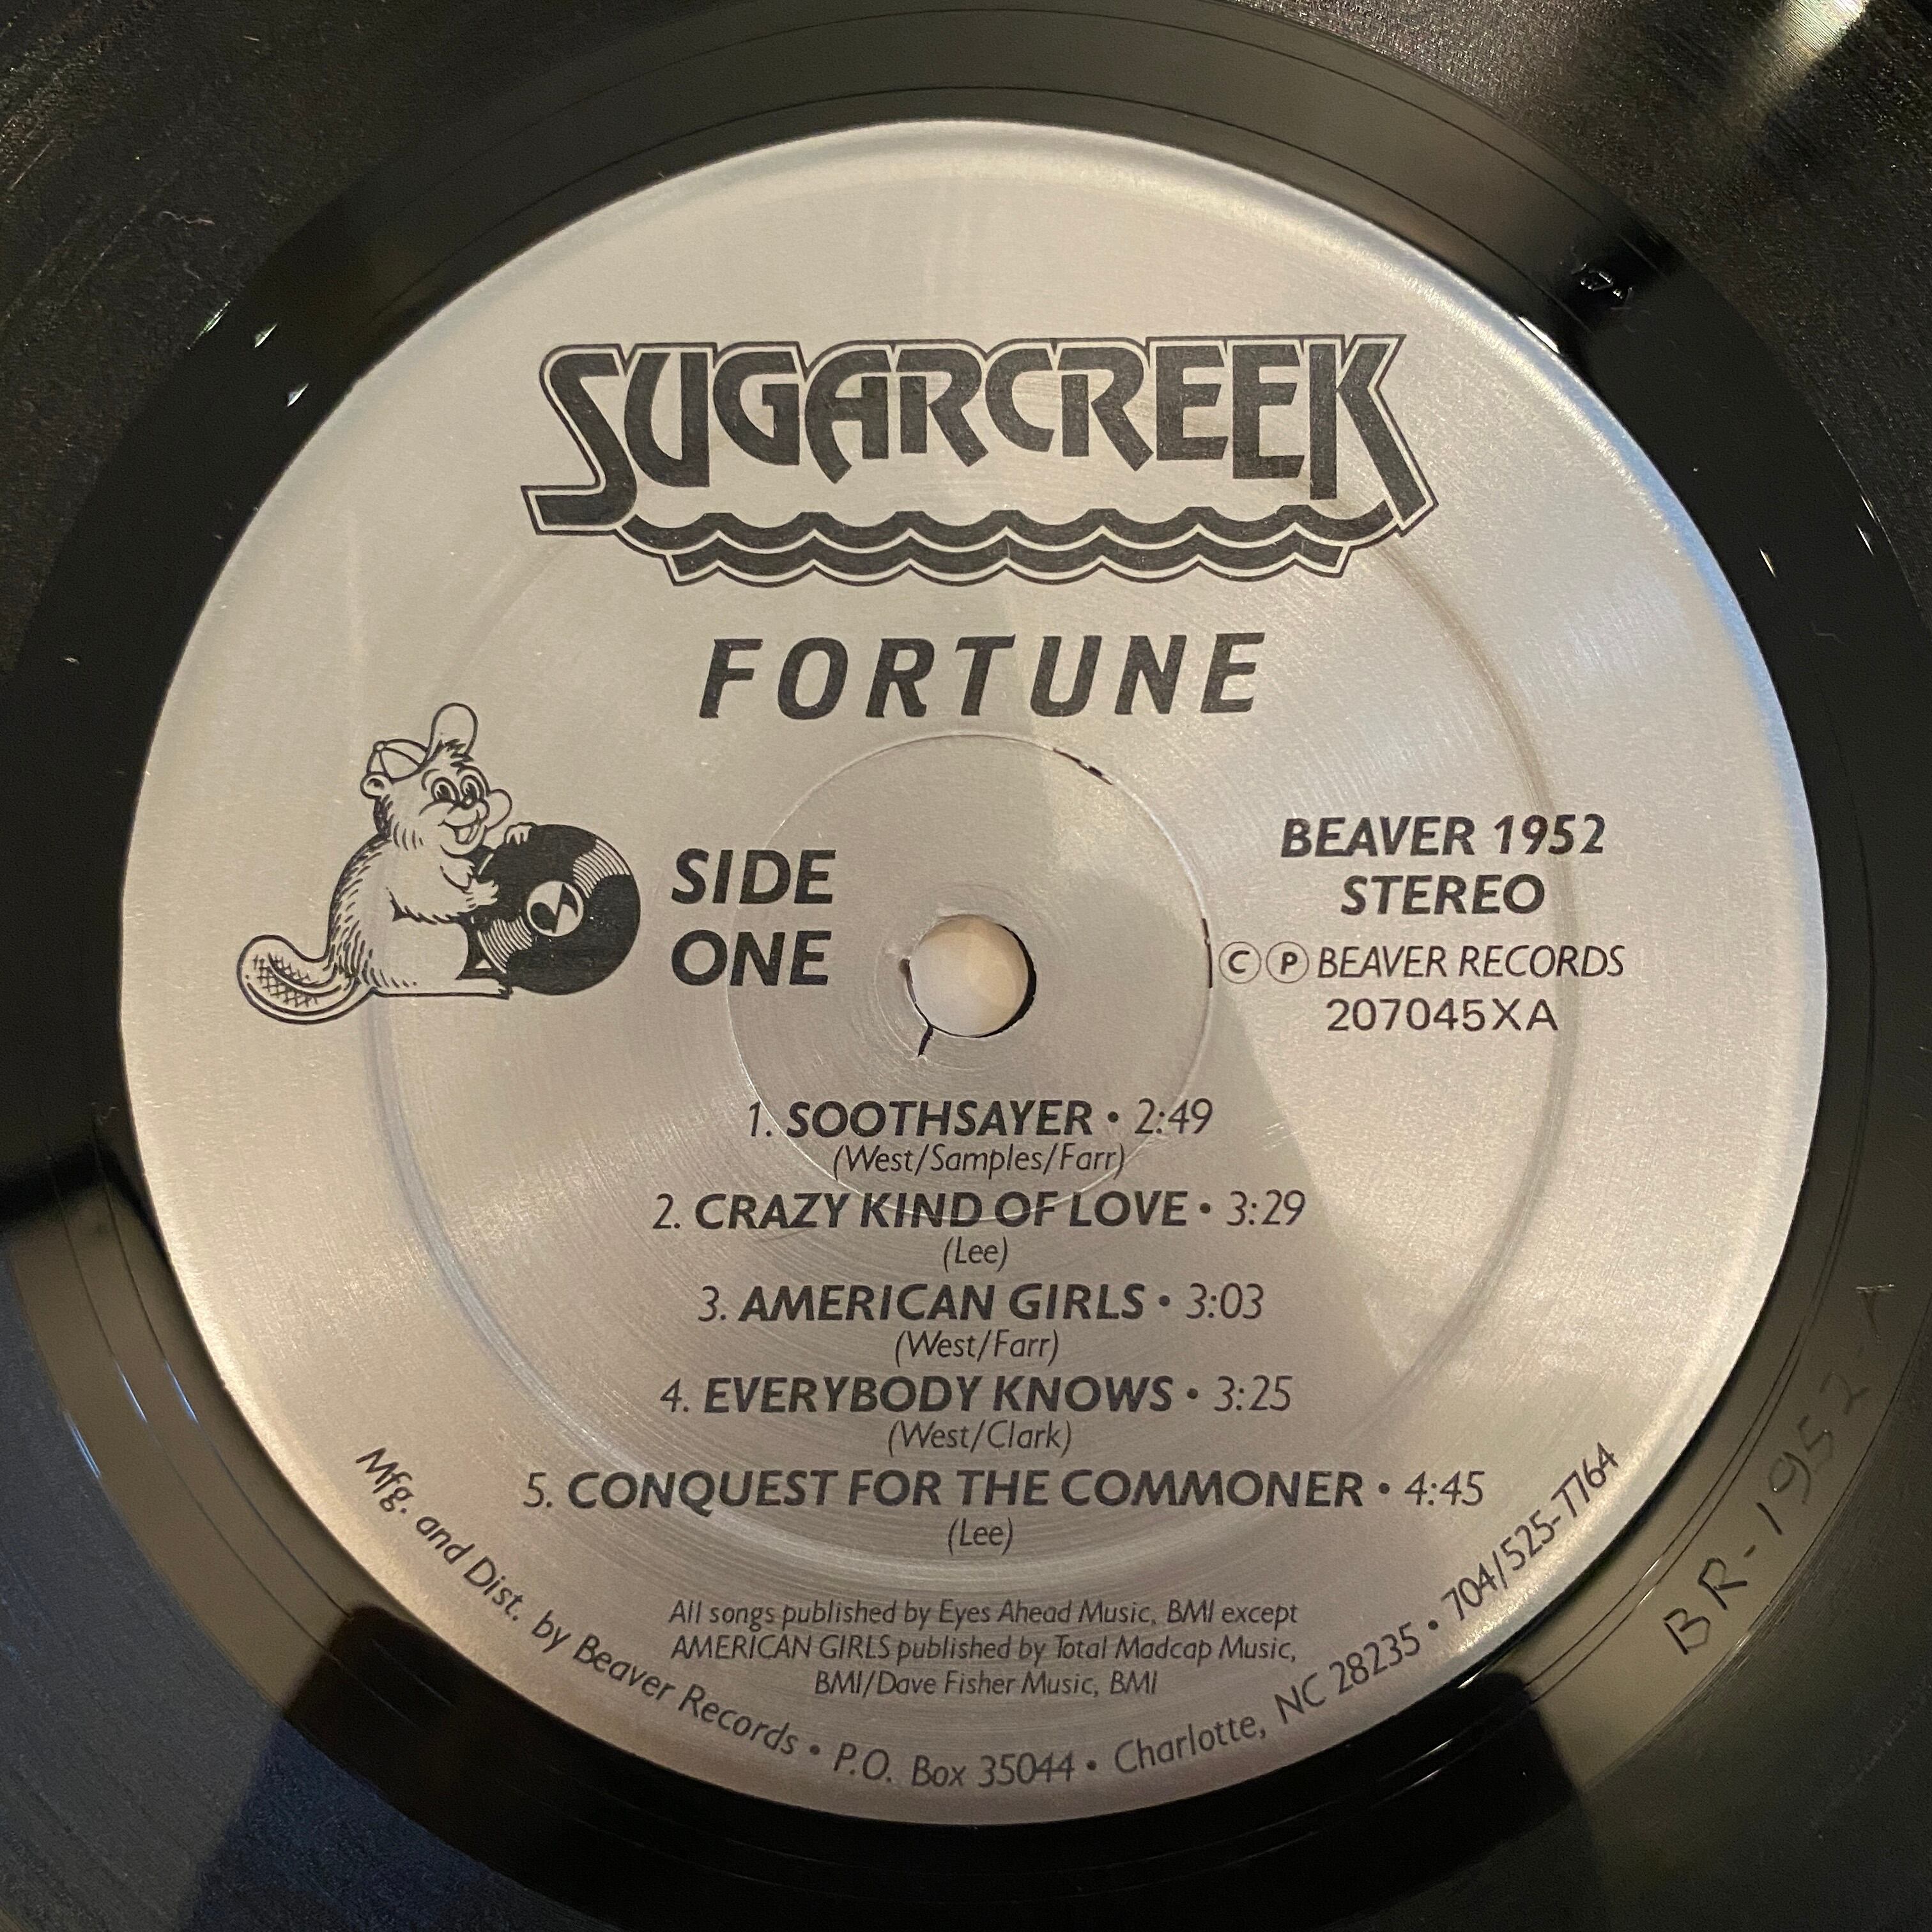 SUGARCREEK
FORTUNE
SIDE
ONE
BEAVER 1952
STEREO
©℗ BEAVER RECORDS
207045XA
1. SOOTHSAYER • 2:49
(West/Samples/Farr)
2. CRAZY KIND OF LOVE • 3:29
(Lee)
3. AMERICAN GIRLS • 3:03
(West/Farr)
4. EVERYBODY KNOWS • 3:25
(West/Clark)
5. CONQUEST FOR THE COMMONER • 4:45
(Lee)
All songs published by Eyes Ahead Music, BMI except
AMERICAN GIRLS published by Total Madcap Music,
BMI/Dave Fisher Music, BMI
Mfg. and Dist. by Beaver Records • P.O. Box 35044 • Charlotte, NC 28235 • 704/525-7764
BR-1952-1